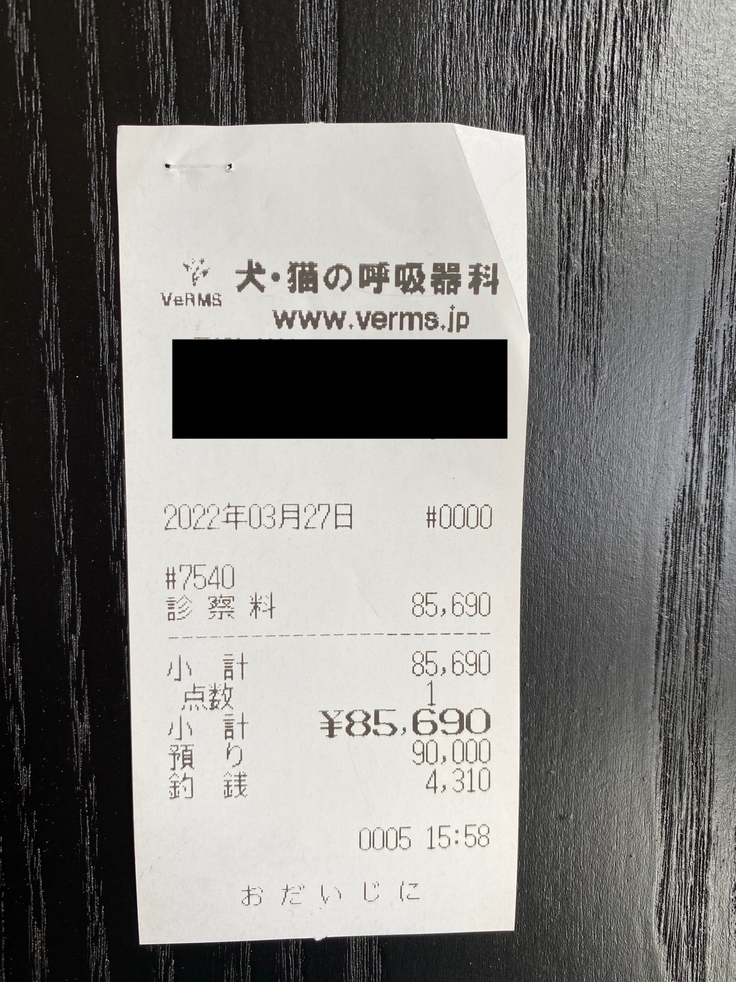 VeRMS 犬・猫の呼吸器科
www.verms.jp
2022年03月27日 #0000
#7540
診察料 85,690
小計 85,690
点数 1
小計 ¥85,690
預り 90,000
釣銭 4,310
0005 15:58
おだいじに